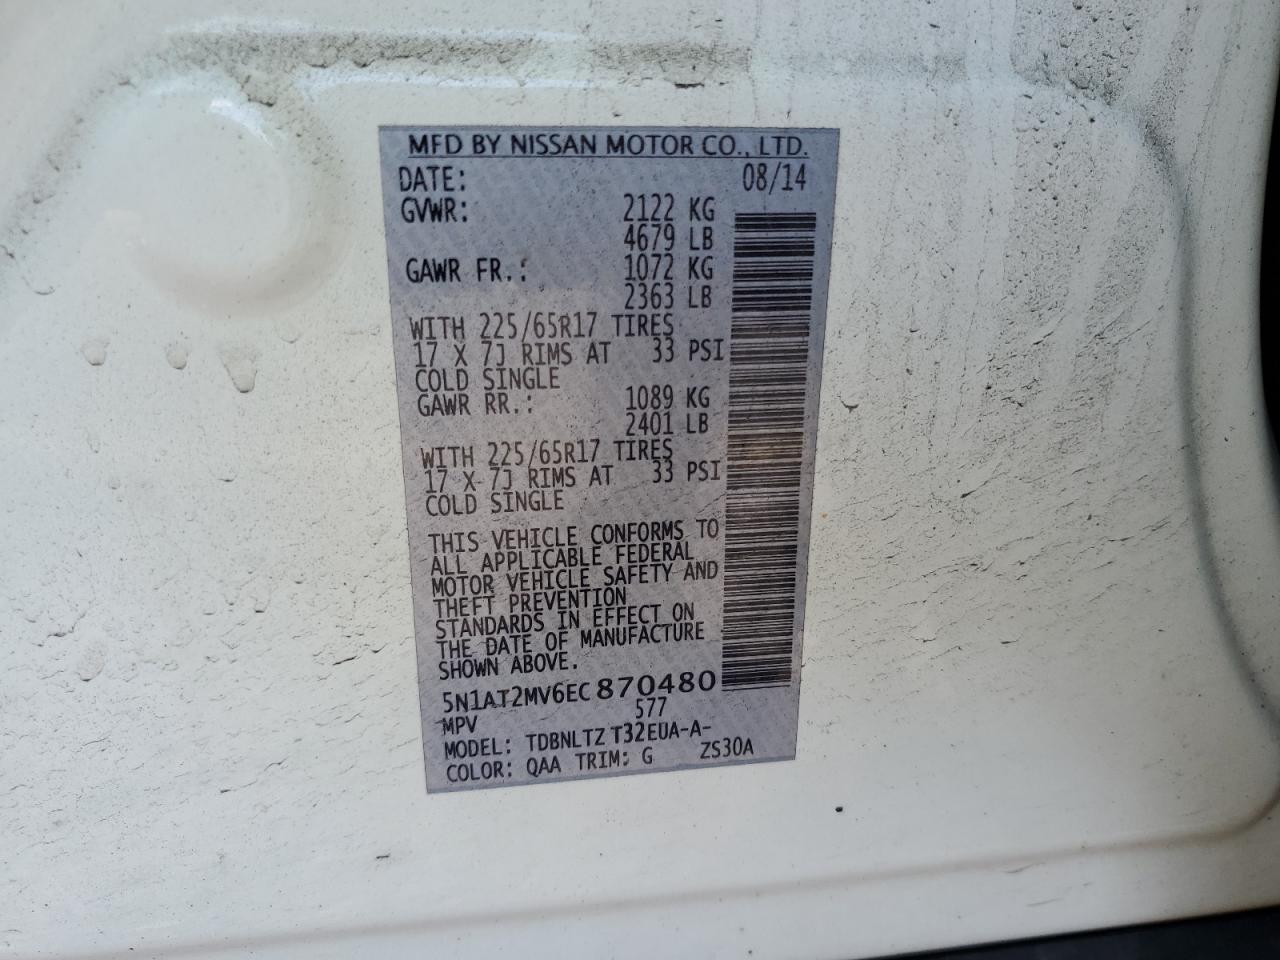 MFD BY NISSAN MOTOR CO., LTD.
DATE: 08/14
GVWR: 2122 KG
4679 LB
GAWR FR.: 1072 KG
2363 LB
WITH 225/65R17 TIRES
17 X 7J RIMS AT 33 PSI
COLD SINGLE
GAWR RR.: 1089 KG
2401 LB
WITH 225/65R17 TIRES
17 X 7J RIMS AT 33 PSI
COLD SINGLE
THIS VEHICLE CONFORMS TO
ALL APPLICABLE FEDERAL
MOTOR VEHICLE SAFETY AND
THEFT PREVENTION
STANDARDS IN EFFECT ON
THE DATE OF MANUFACTURE
SHOWN ABOVE.
5N1AT2MV6EC870480
MPV 577
MODEL: TDBNLTZ T32EUA-A-
COLOR: QAA TRIM: G ZS30A